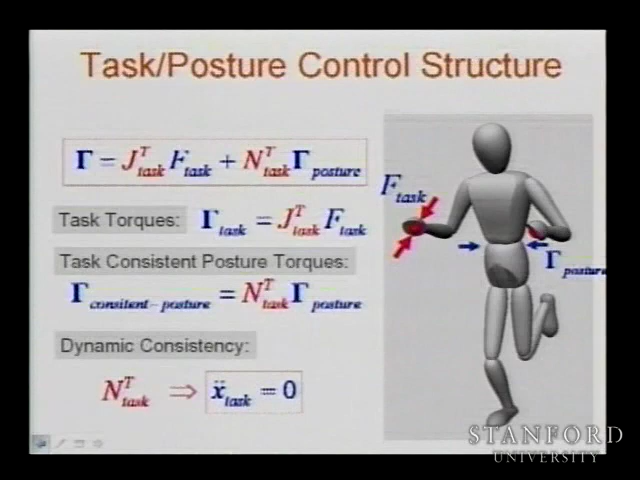 Task/Posture Control Structure
Γ = J^T_task F_task + N^T_task Γ_posture
F_task
Task Torques: Γ_task = J^T_task F_task
Task Consistent Posture Torques:
Γ_posture
Γ_consitent-posture = N^T_task Γ_posture
Dynamic Consistency:
N^T_task ⇒ ẍ_task = 0
STANFORD
UNIVERSITY